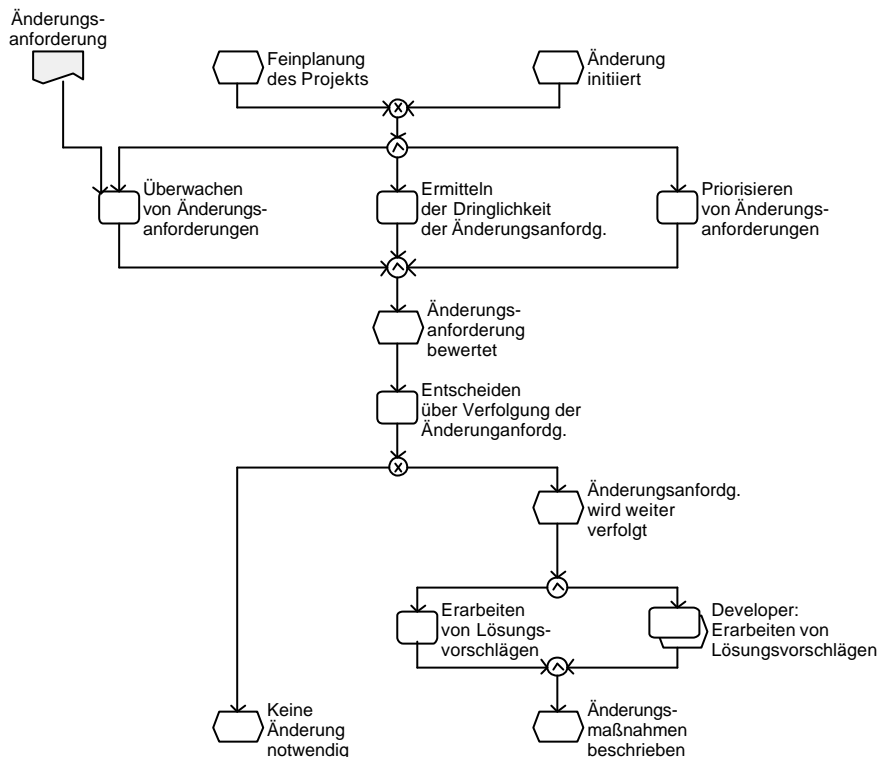 Änderungs-
anforderung
Feinplanung
des Projekts
Änderung
initiiert
Überwachen
von Änderungs-
anforderungen
Ermitteln
der Dringlichkeit
der Änderungsanfordg.
Priorisieren
von Änderungs-
anforderungen
Änderungs-
anforderung
bewertet
Entscheiden
über Verfolgung der
Änderunganfordg.
Änderungsanfordg.
wird weiter
verfolgt
Erarbeiten
von Lösungs-
vorschlägen
Developer:
Erarbeiten von
Lösungsvorschlägen
Keine
Änderung
notwendig
Änderungs-
maßnahmen
beschrieben